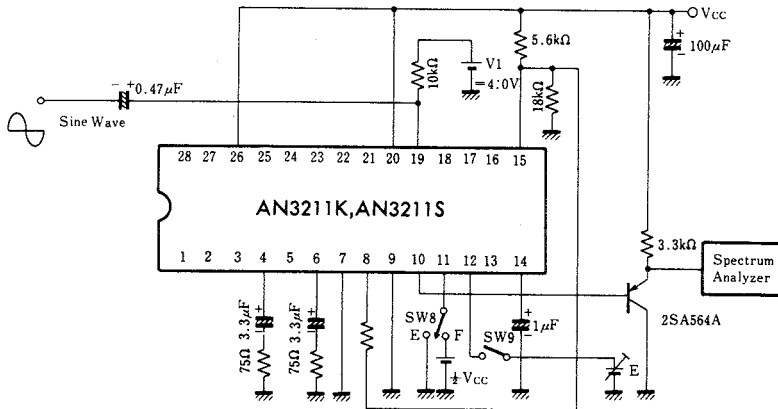 VCC
5.6kΩ
+
-
100μF
10kΩ
V1
=4.0V
18kΩ
- +0.47μF
Sine Wave
28 27 26 25 24 23 22 21 20 19 18 17 16 15
AN3211K,AN3211S
1 2 3 4 5 6 7 8 9 10 11 12 13 14
3.3kΩ
Spectrum
Analyzer
2SA564A
75Ω 3.3μF
+
-
75Ω 3.3μF
+
-
SW8
E
F
½VCC
+
-
1μF
SW9
E